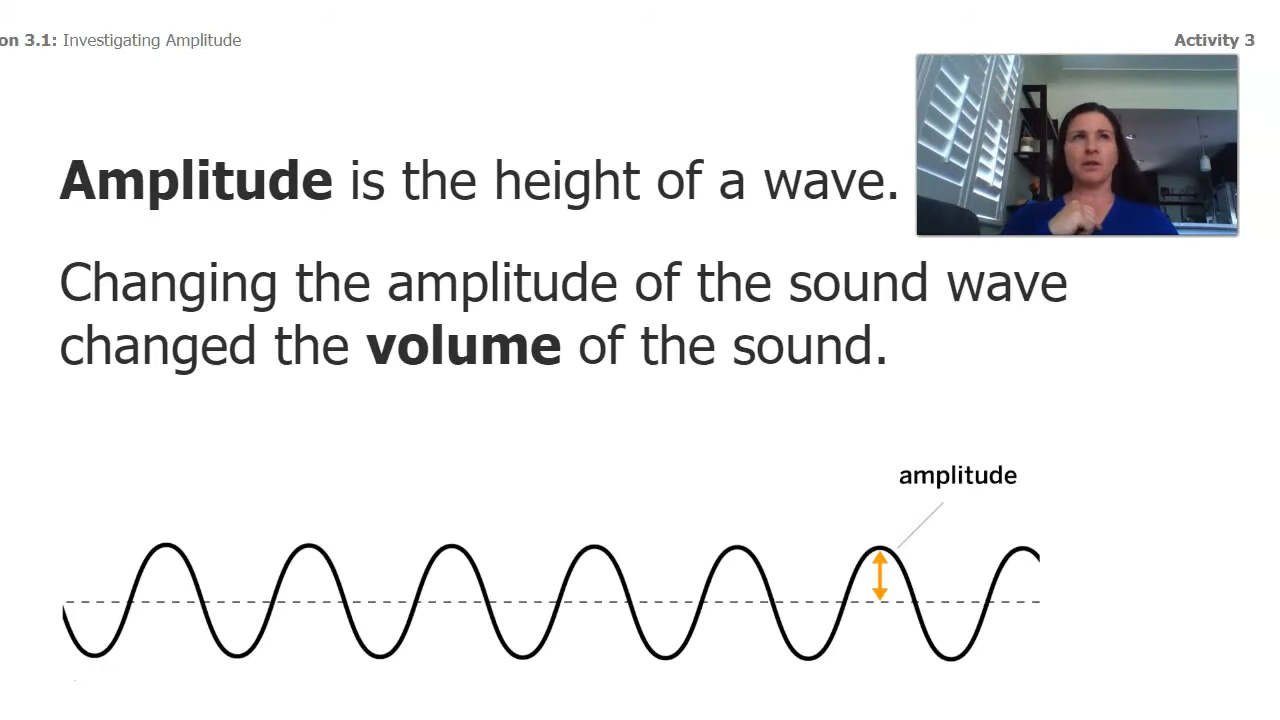 on 3.1: Investigating Amplitude
Activity 3
Amplitude is the height of a wave.
Changing the amplitude of the sound wave
changed the volume of the sound.
amplitude